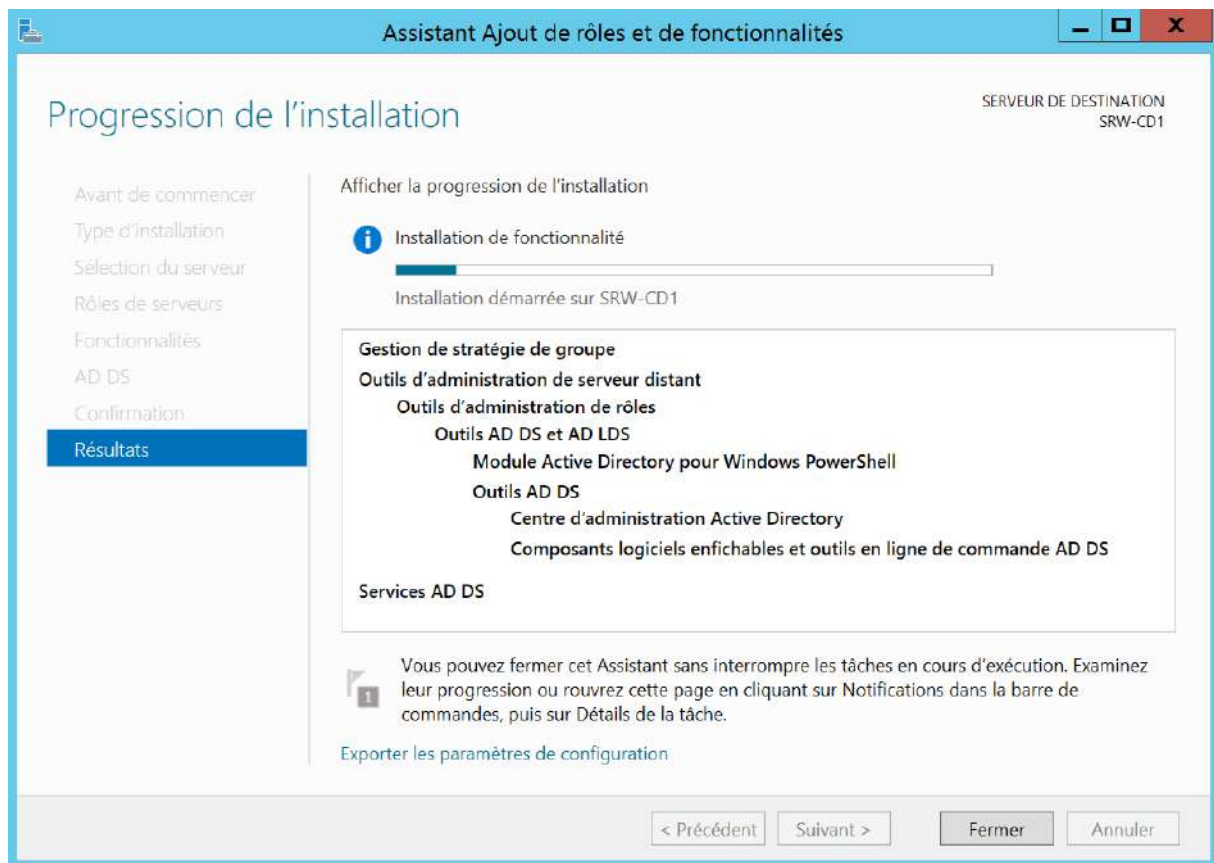 Assistant Ajout de rôles et de fonctionnalités
Progression de l'installation
SERVEUR DE DESTINATION
SRW-CD1
Avant de commencer
Type d'installation
Sélection du serveur
Rôles de serveurs
Fonctionnalités
AD DS
Confirmation
Résultats
Afficher la progression de l'installation
Installation de fonctionnalité
Installation démarrée sur SRW-CD1
Gestion de stratégie de groupe
Outils d'administration de serveur distant
Outils d'administration de rôles
Outils AD DS et AD LDS
Module Active Directory pour Windows PowerShell
Outils AD DS
Centre d'administration Active Directory
Composants logiciels enfichables et outils en ligne de commande AD DS
Services AD DS
1
Vous pouvez fermer cet Assistant sans interrompre les tâches en cours d'exécution. Examinez
leur progression ou rouvrez cette page en cliquant sur Notifications dans la barre de
commandes, puis sur Détails de la tâche.
Exporter les paramètres de configuration
< Précédent
Suivant >
Fermer
Annuler